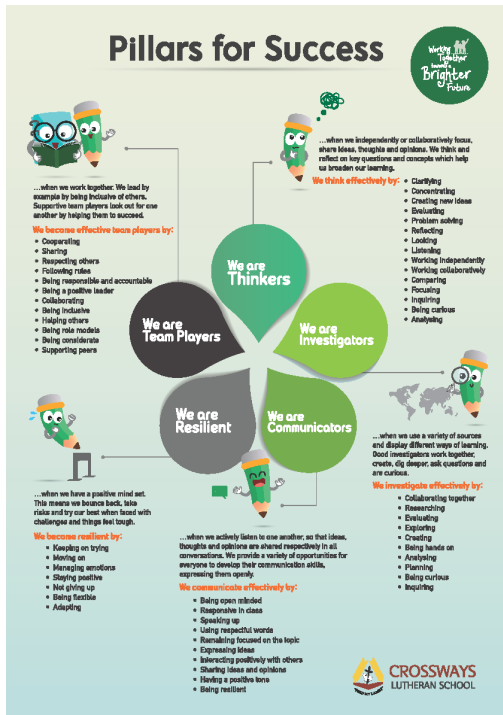 Pillars for Success
Working
Together
towards a
Brighter
Future
...when we independently or collaboratively focus,
share ideas, thoughts and opinions. We think and
reflect on key questions and concepts which help
us broaden our learning.
We think effectively by:
Clarifying
Concentrating
Creating new ideas
Evaluating
Problem solving
Reflecting
Looking
Listening
Working independently
Working collaboratively
Comparing
Focusing
Inquiring
Being curious
Analysing
...when we work together. We lead by
example by being inclusive of others.
Supportive team players look out for one
another by helping them to succeed.
We become effective team players by:
Cooperating
Sharing
Respecting others
Following rules
Being responsible and accountable
Being a positive leader
Collaborating
Being inclusive
Helping others
Being role models
Being considerate
Supporting peers
We are
Thinkers
We are
Team Players
We are
Investigators
We are
Resilient
We are
Communicators
...when we use a variety of sources
and display different ways of learning.
Good investigators work together,
create, dig deeper, ask questions and
are curious.
We investigate effectively by:
Collaborating together
Researching
Evaluating
Exploring
Creating
Being hands on
Analysing
Planning
Being curious
Inquiring
...when we have a positive mind set.
This means we bounce back, take
risks and try our best when faced with
challenges and things feel tough.
We become resilient by:
Keeping on trying
Moving on
Managing emotions
Staying positive
Not giving up
Being flexible
Adapting
...when we actively listen to one another, so that ideas,
thoughts and opinions are shared respectively in all
conversations. We provide a variety of opportunities for
everyone to develop their communication skills,
expressing them openly.
We communicate effectively by:
Being open minded
Responsive in class
Speaking up
Using respectful words
Remaining focused on the topic
Expressing ideas
Interacting positively with others
Sharing ideas and opinions
Having a positive tone
Being resilient
CROSSWAYS
LUTHERAN SCHOOL